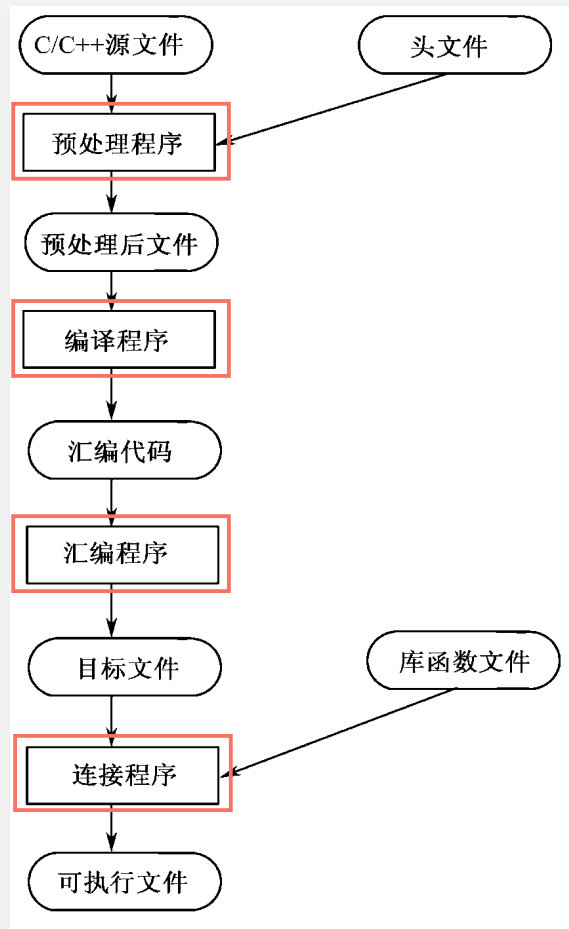 C/C++源文件
头文件
预处理程序
预处理后文件
编译程序
汇编代码
汇编程序
目标文件
库函数文件
连接程序
可执行文件